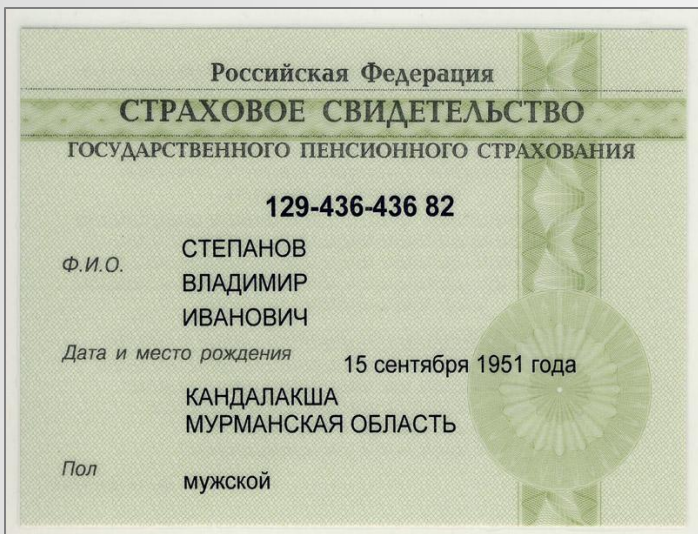 Российская Федерация
СТРАХОВОЕ СВИДЕТЕЛЬСТВО
ГОСУДАРСТВЕННОГО ПЕНСИОННОГО СТРАХОВАНИЯ
129-436-436 82
Ф.И.О.
СТЕПАНОВ
ВЛАДИМИР
ИВАНОВИЧ
Дата и место рождения 15 сентября 1951 года
КАНДАЛАКША
МУРМАНСКАЯ ОБЛАСТЬ
Пол мужской